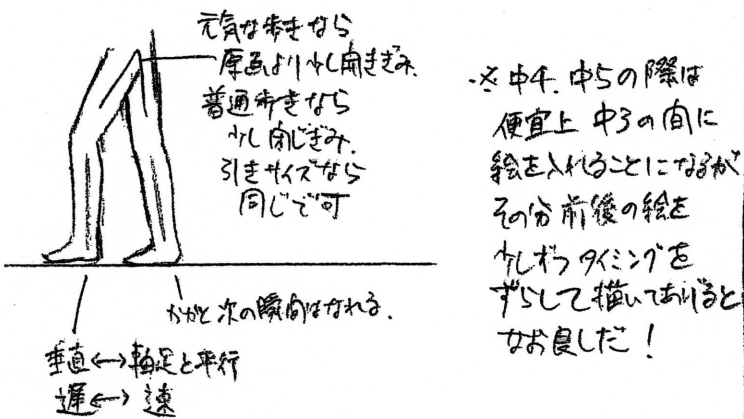 元気な歩きなら
原画より少し開きぎみ.
普通歩きなら
少し閉じぎみ.
引きサイズなら
同じで可
かかと次の瞬間はなれる.
垂直⟷軸足と平行
遅⟷速
※中4.中5の際は
便宜上 中3の間に
絵を入れることになるが
その分前後の絵を
少しずつタイミングを
ずらして描いてあげると
なお良しだ!